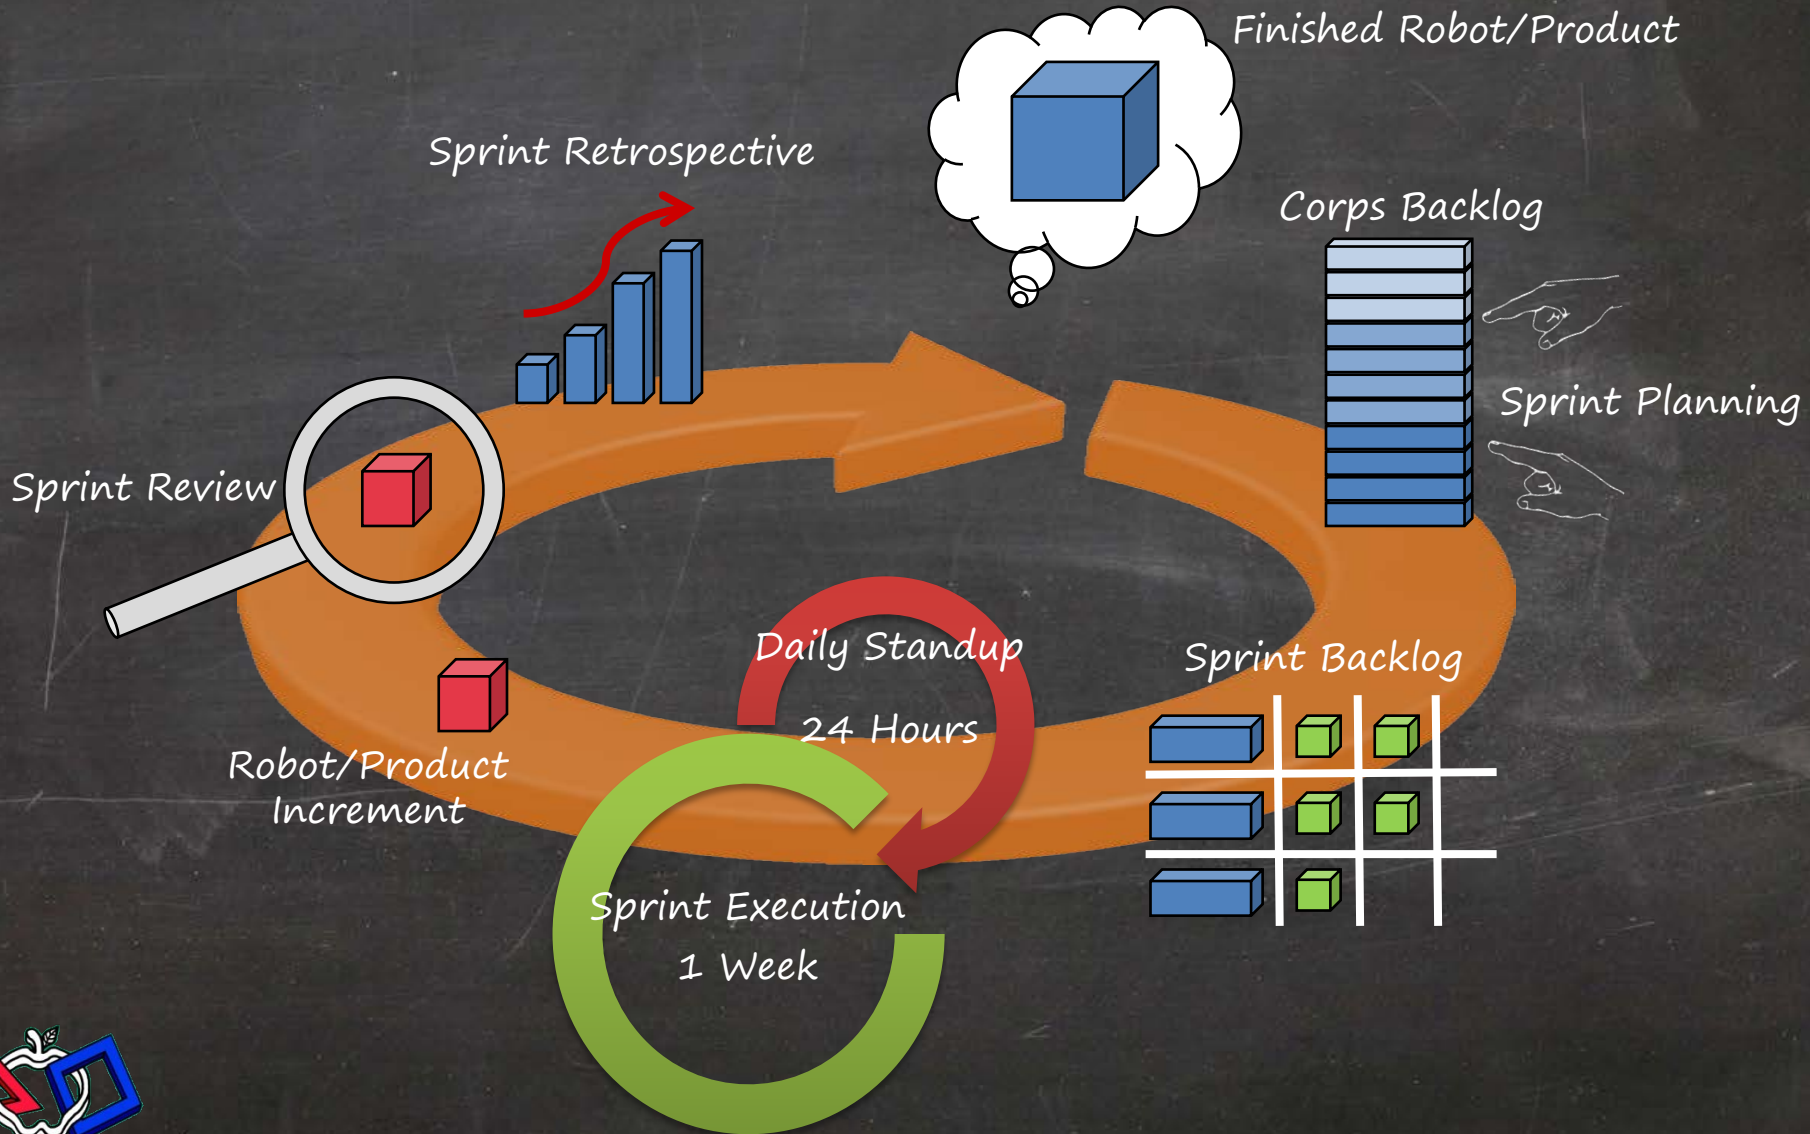 Finished Robot/Product
Sprint Retrospective
Corps Backlog
Sprint Planning
Sprint Review
Daily Standup
24 Hours
Sprint Backlog
Robot/Product
Increment
Sprint Execution
1 Week